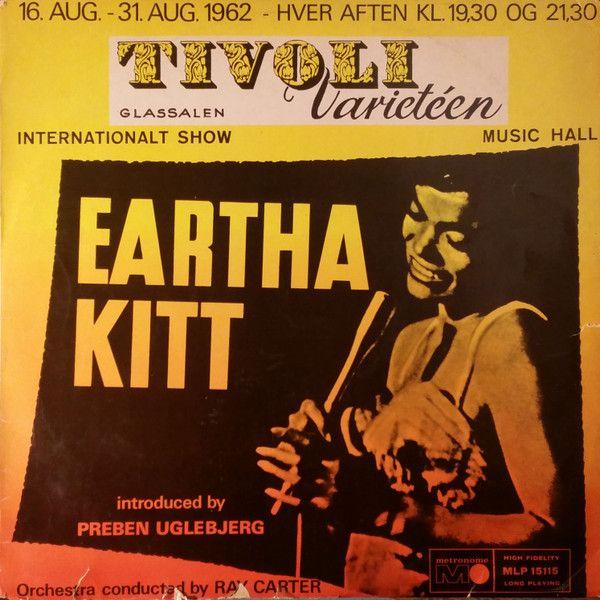 16. AUG. - 31. AUG. 1962 - HVER AFTEN KL. 19,30 OG 21,30
TIVOLI
GLASSALEN Varietéen
INTERNATIONALT SHOW MUSIC HALL
EARTHA
KITT
introduced by
PREBEN UGLEBJERG
metronome
M
HIGH FIDELITY
MLP 15115
LONG PLAYING
Orchestra conducted by RAY CARTER